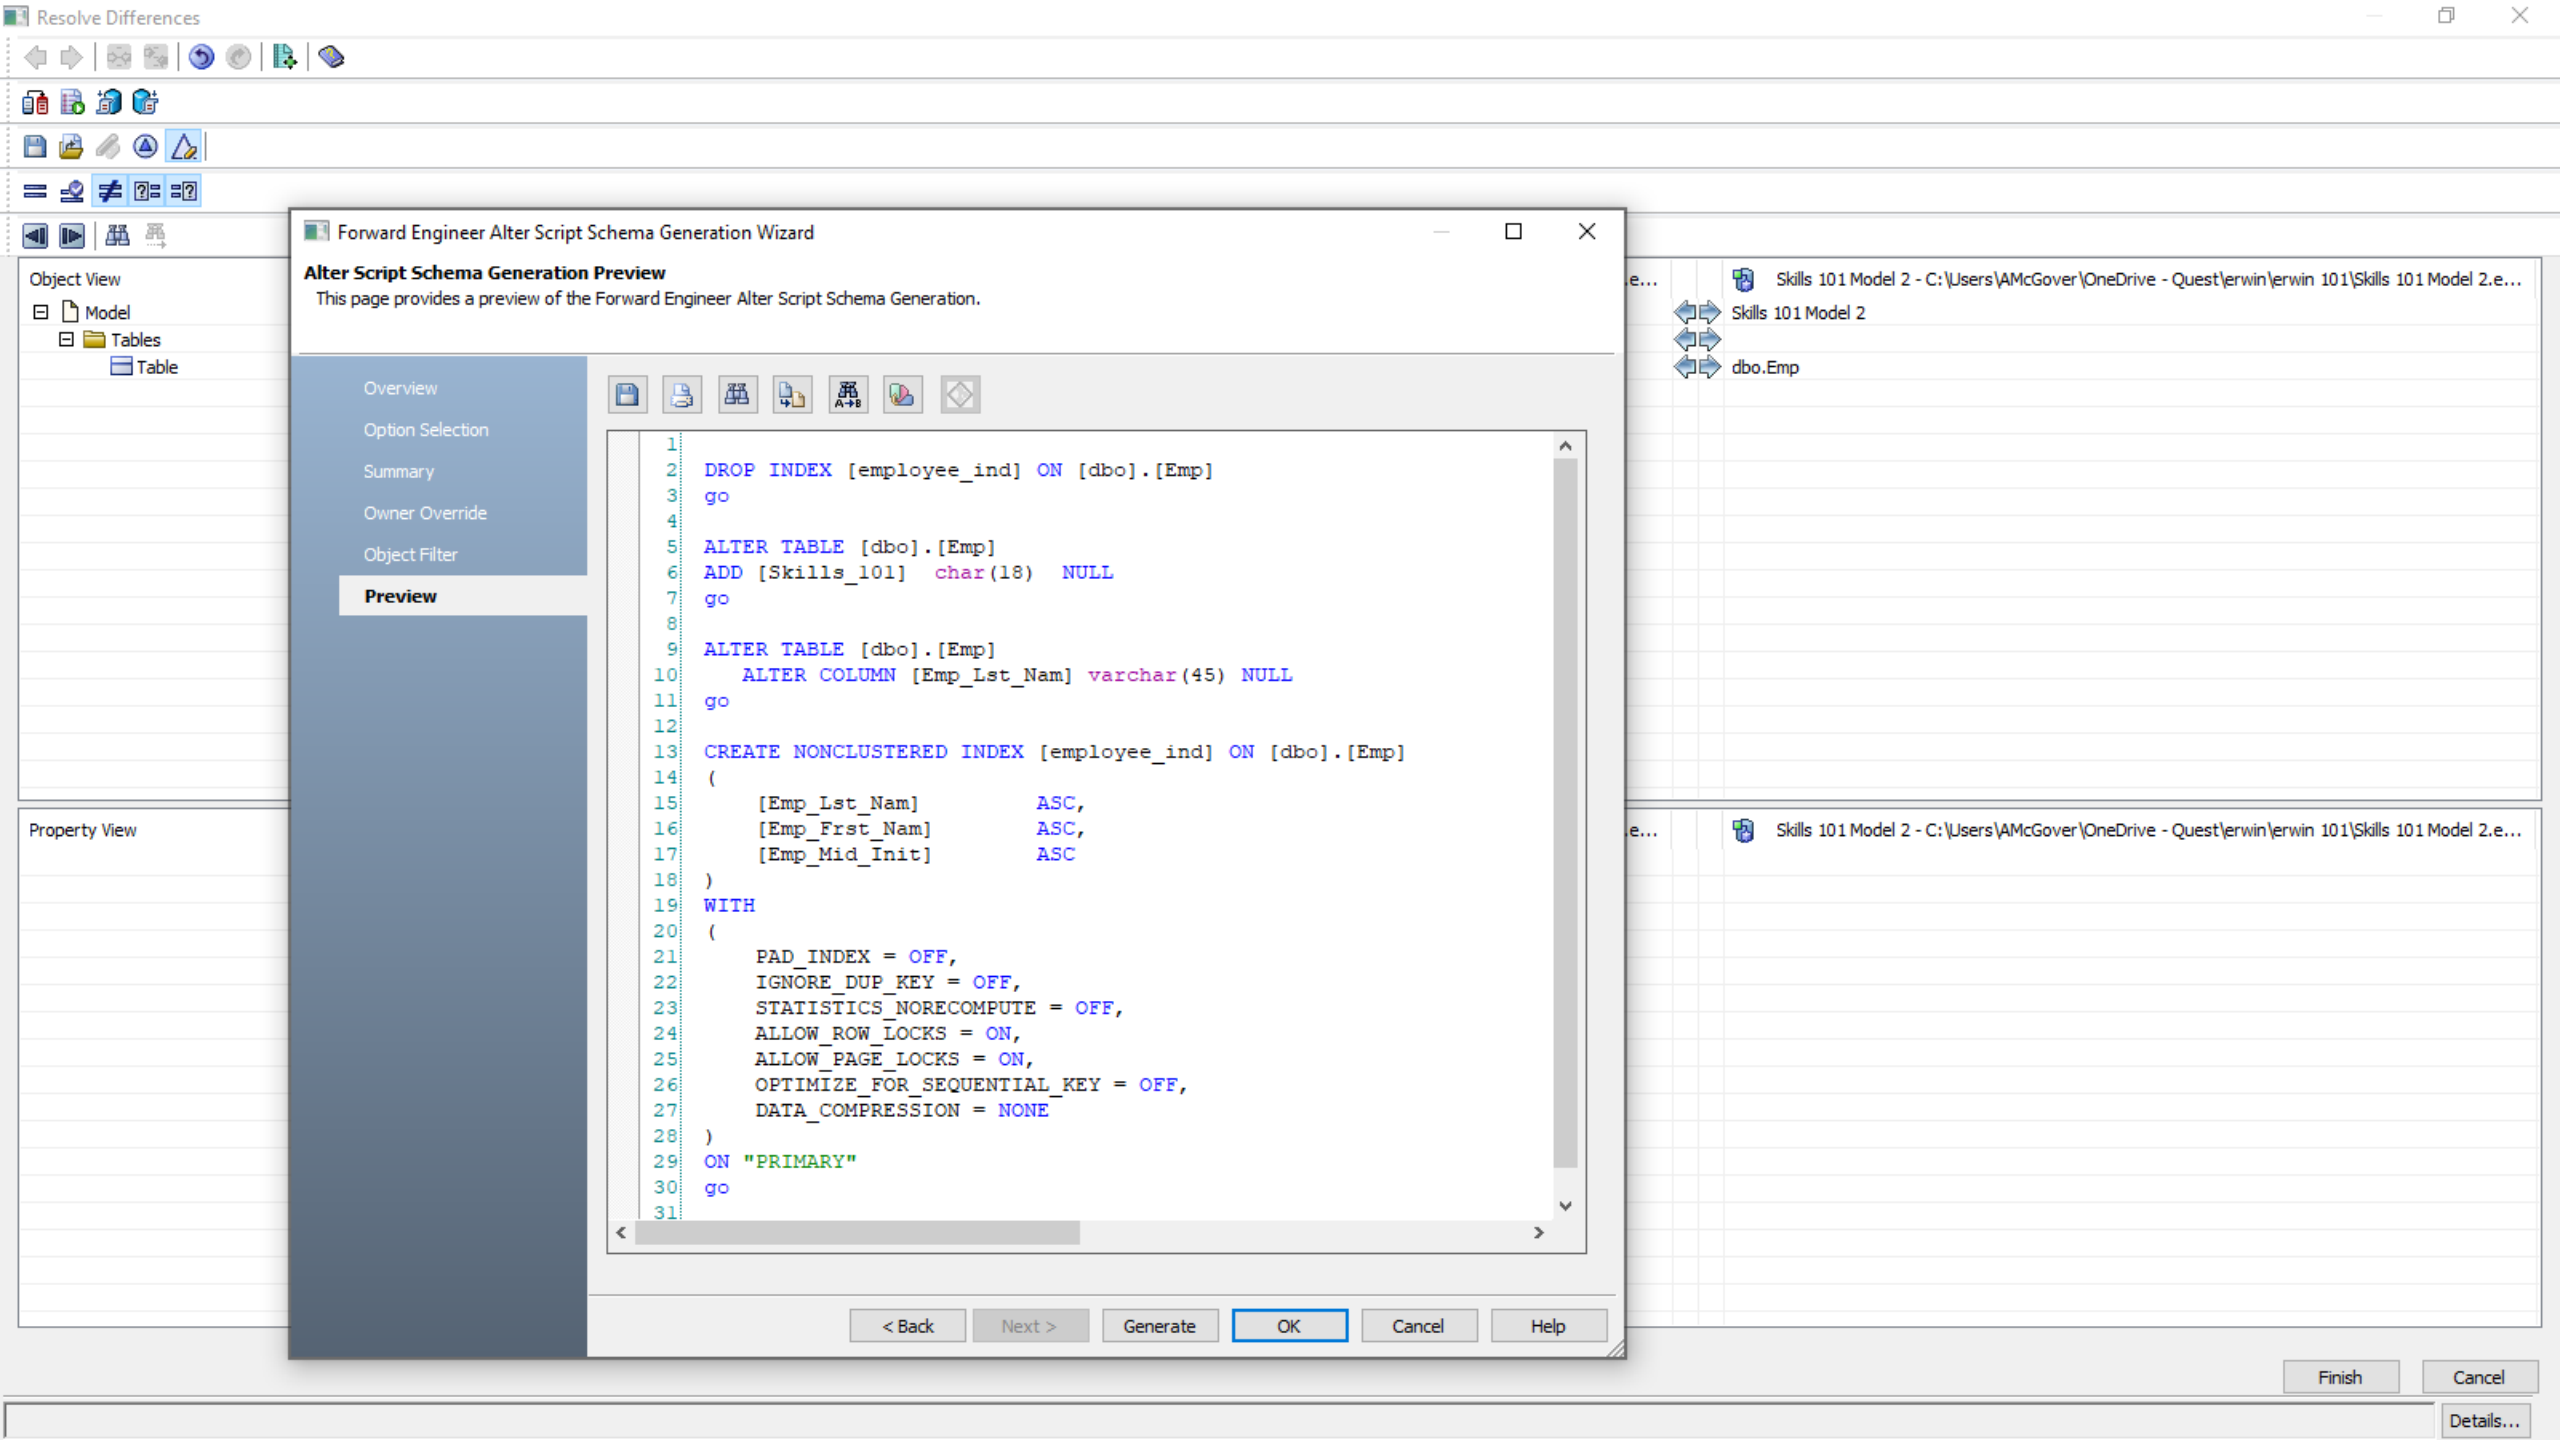 Resolve Differences
Forward Engineer Alter Script Schema Generation Wizard
Alter Script Schema Generation Preview
This page provides a preview of the Forward Engineer Alter Script Schema Generation.
Object View
Model
Tables
Table
.e...
Skills 101 Model 2 - C:\Users\AMcGover\OneDrive - Quest\erwin\erwin 101\Skills 101 Model 2.e...
Skills 101 Model 2
dbo.Emp
Overview
Option Selection
Summary
Owner Override
Object Filter
Preview
A→B
1
2 DROP INDEX [employee_ind] ON [dbo].[Emp]
3 go
4
5 ALTER TABLE [dbo].[Emp]
6 ADD [Skills_101] char(18) NULL
7 go
8
9 ALTER TABLE [dbo].[Emp]
10 ALTER COLUMN [Emp_Lst_Nam] varchar(45) NULL
11 go
12
13 CREATE NONCLUSTERED INDEX [employee_ind] ON [dbo].[Emp]
14 (
15 [Emp_Lst_Nam] ASC,
16 [Emp_Frst_Nam] ASC,
17 [Emp_Mid_Init] ASC
18 )
19 WITH
20 (
21 PAD_INDEX = OFF,
22 IGNORE_DUP_KEY = OFF,
23 STATISTICS_NORECOMPUTE = OFF,
24 ALLOW_ROW_LOCKS = ON,
25 ALLOW_PAGE_LOCKS = ON,
26 OPTIMIZE_FOR_SEQUENTIAL_KEY = OFF,
27 DATA_COMPRESSION = NONE
28 )
29 ON "PRIMARY"
30 go
31
Property View
.e...
Skills 101 Model 2 - C:\Users\AMcGover\OneDrive - Quest\erwin\erwin 101\Skills 101 Model 2.e...
< Back
Next >
Generate
OK
Cancel
Help
Finish
Cancel
Details...